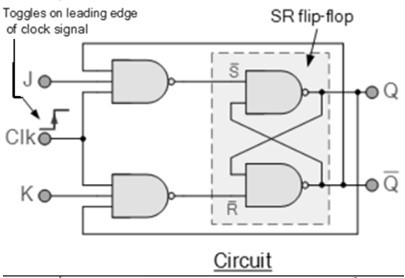 Toggles on leading edge
of clock signal
SR flip-flop
J
S̅
Q
Clk
K
R̅
Q̅
Circuit